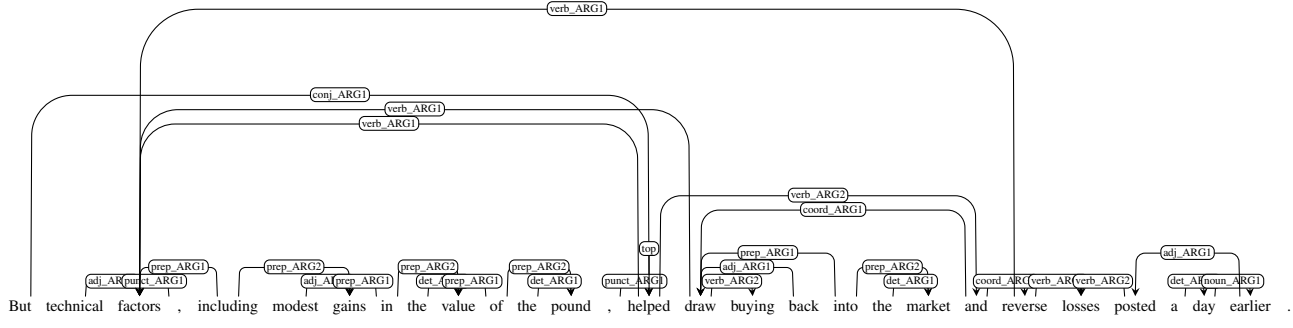 verb_ARG1
conj_ARG1
verb_ARG1
verb_ARG1
verb_ARG2
coord_ARG1
top
prep_ARG1 adj_ARG1
prep_ARG1 prep_ARG2 prep_ARG2 prep_ARG2 adj_ARG1 prep_ARG2
punct_ARG1 prep_ARG1 prep_ARG1 det_ARG1 punct_ARG1 verb_ARG2 det_ARG1 verb_ARG2 noun_ARG1
But technical factors , including modest gains in the value of the pound , helped draw buying back into the market and reverse losses posted a day earlier .